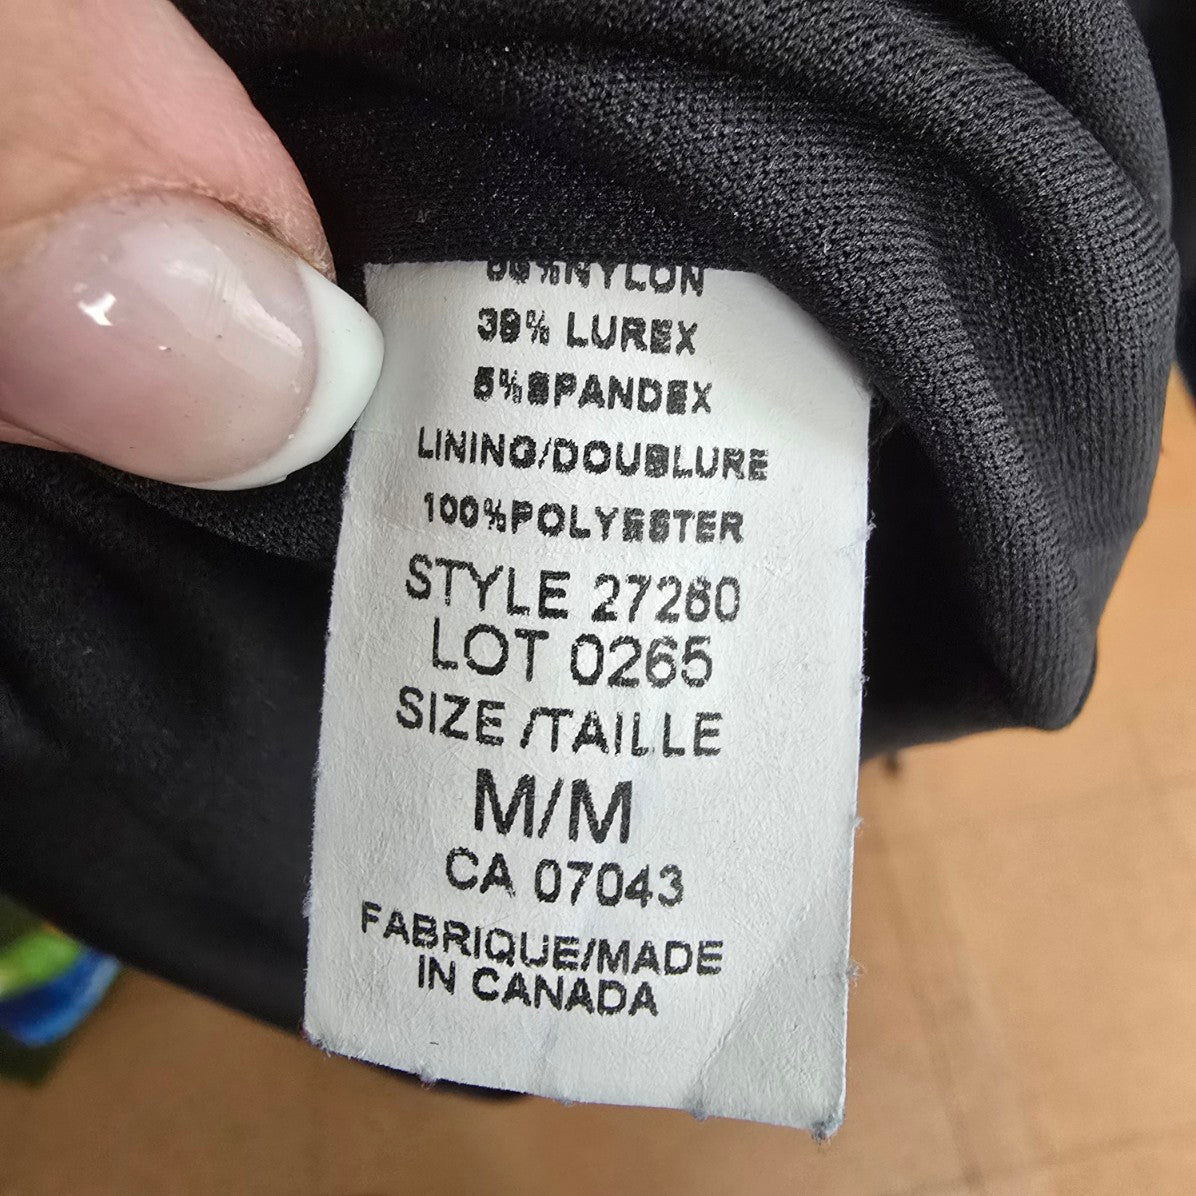 %NYLON
39% LUREX
5%SPANDEX
LINING/DOUBLURE
100%POLYESTER
STYLE 27260
LOT 0265
SIZE /TAILLE
M/M
CA 07043
FABRIQUE/MADE
IN CANADA